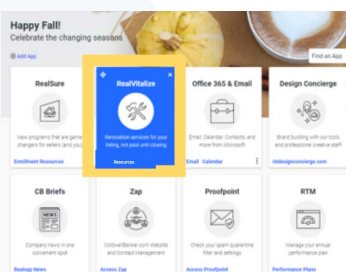 Happy Fall!
Celebrate the changing seasons
Add App
Find an App
RealSure
New programs that are game
changers for sellers (and you)
Enrollment Resources
RealVitalize
Renovation services for your
listing, not paid until closing
Resources
Office 365 & Email
Email, Calendar, Contacts, and
more from Microsoft
Email Calendar
Design Concierge
Brand building with our tools
and professional creative staff
cbdesignconcierge.com
CB Briefs
NEWS
Company news in one
convenient spot
Realogy News
Zap
ColdwellBanker.com website
and Contact Management
Access Zap
Proofpoint
Check your spam quarantine
filter and settings
Access Proofpoint
RTM
Manage your annual
performance plan
Performance Plans